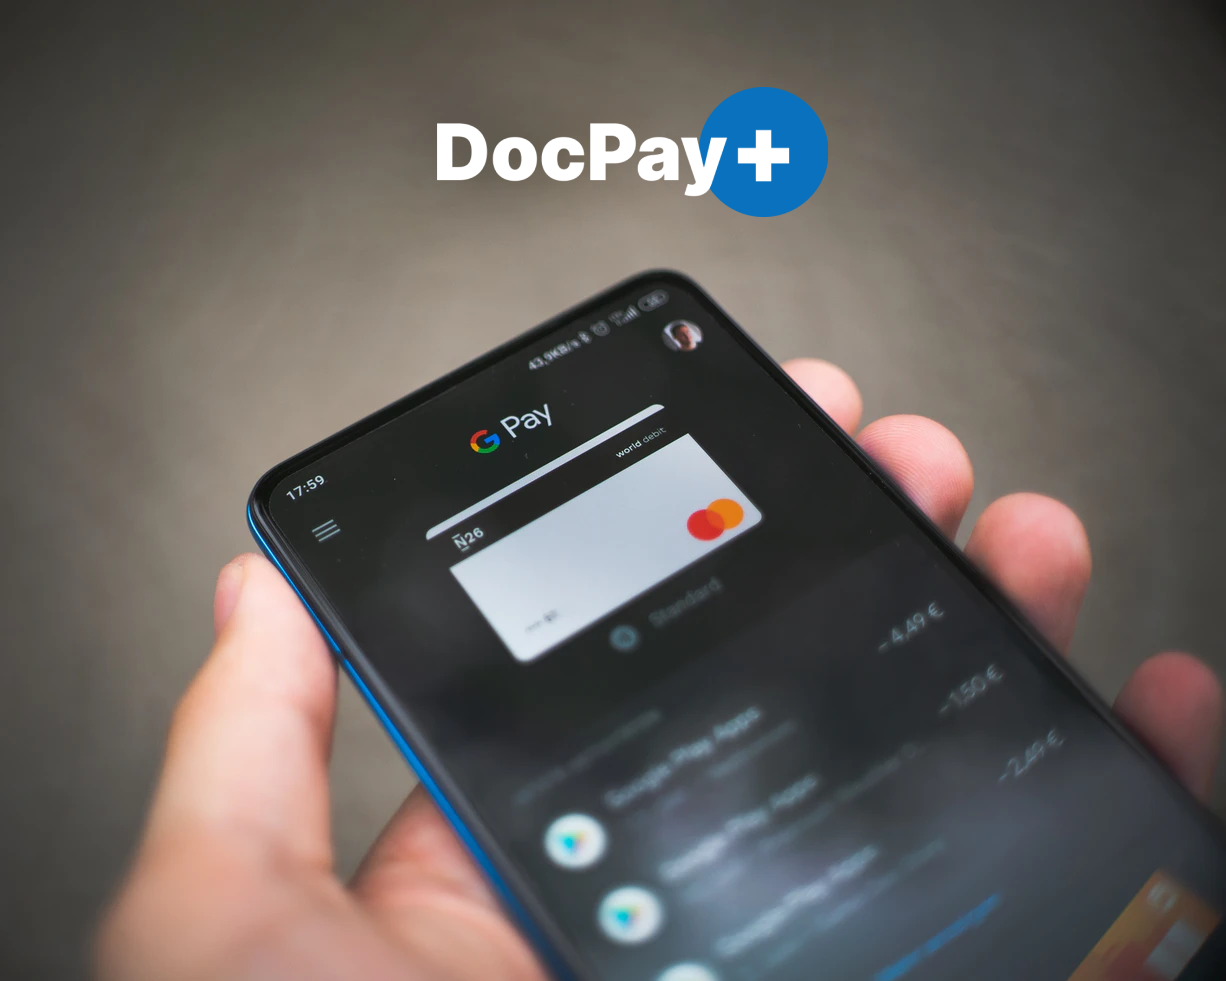 DocPay+
43,9KB/s
17:59
G Pay
world debit
N26
Standard
Google Play Apps
-4,49 €
Google Play Apps
-1,50 €
Google Play Apps
-2,49 €